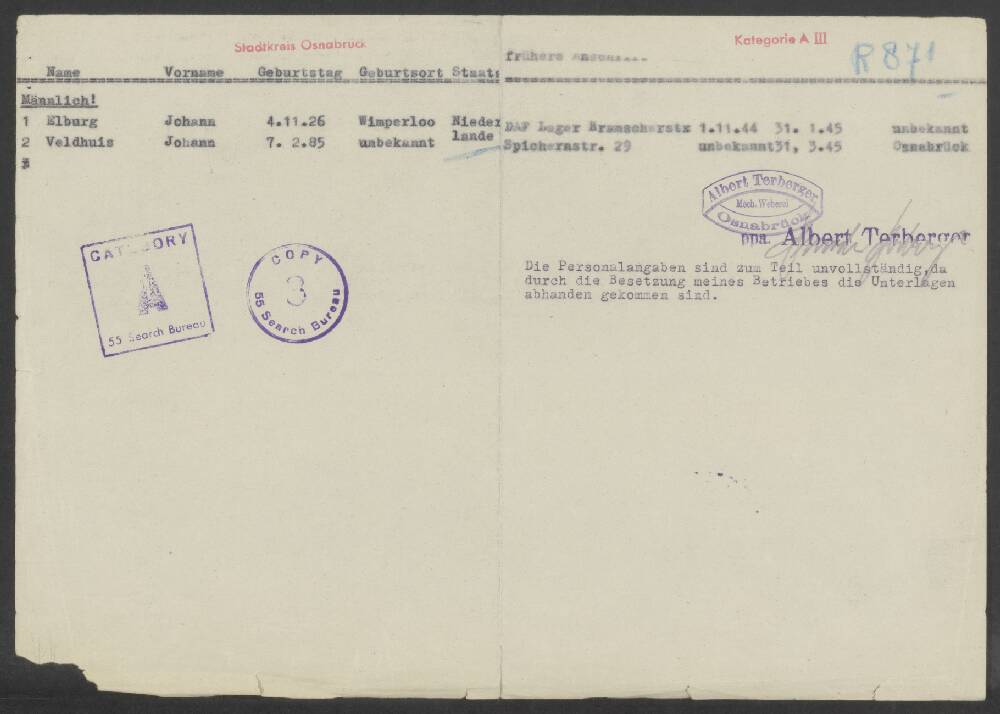 Stadtkreis Osnabrück
Kategorie A III
R 871
Name Vorname Geburtstag Geburtsort Staats frühere
Männlich!
1 Elburg Johann 4.11.26 Wimperloo Nieder DAF Lager Bramscherstr 1.11.44 31. 1.45 unbekannt
2 Veldhuis Johann 7. 2.85 unbekannt lande Spichernstr. 29 unbekannt31, 3.45 Osnabrück
3
Albert Terberger
Mech. Weberei
Osnabrück
ppa. Albert Terberger
Die Personalangaben sind zum Teil unvollständig,da
durch die Besetzung meines Betriebes die Unterlagen
abhanden gekommen sind.
CATEGORY
A
55 Search Bureau
COPY
3
55 Search Bureau